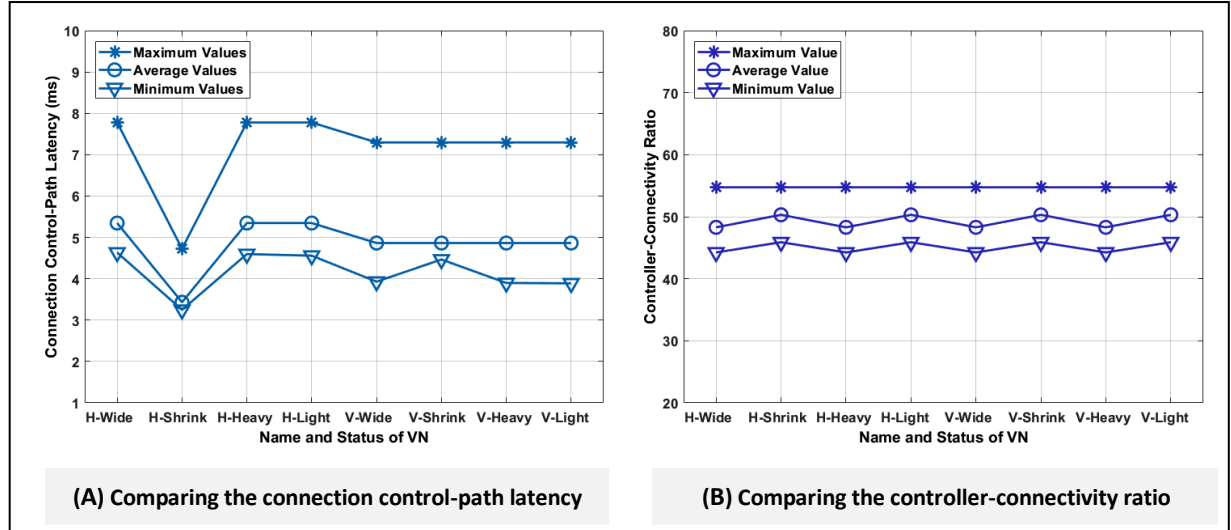 10
9
8
7
6
5
4
3
2
1
Connection Control-Path Latency (ms)
Maximum Values
Average Values
Minimum Values
H-Wide H-Shrink H-Heavy H-Light V-Wide V-Shrink V-Heavy V-Light
Name and Status of VN
(A) Comparing the connection control-path latency
80
70
60
50
40
30
20
Controller-Connectivity Ratio
Maximum Value
Average Value
Minimum Value
H-Wide H-Shrink H-Heavy H-Light V-Wide V-Shrink V-Heavy V-Light
Name and Status of VN
(B) Comparing the controller-connectivity ratio